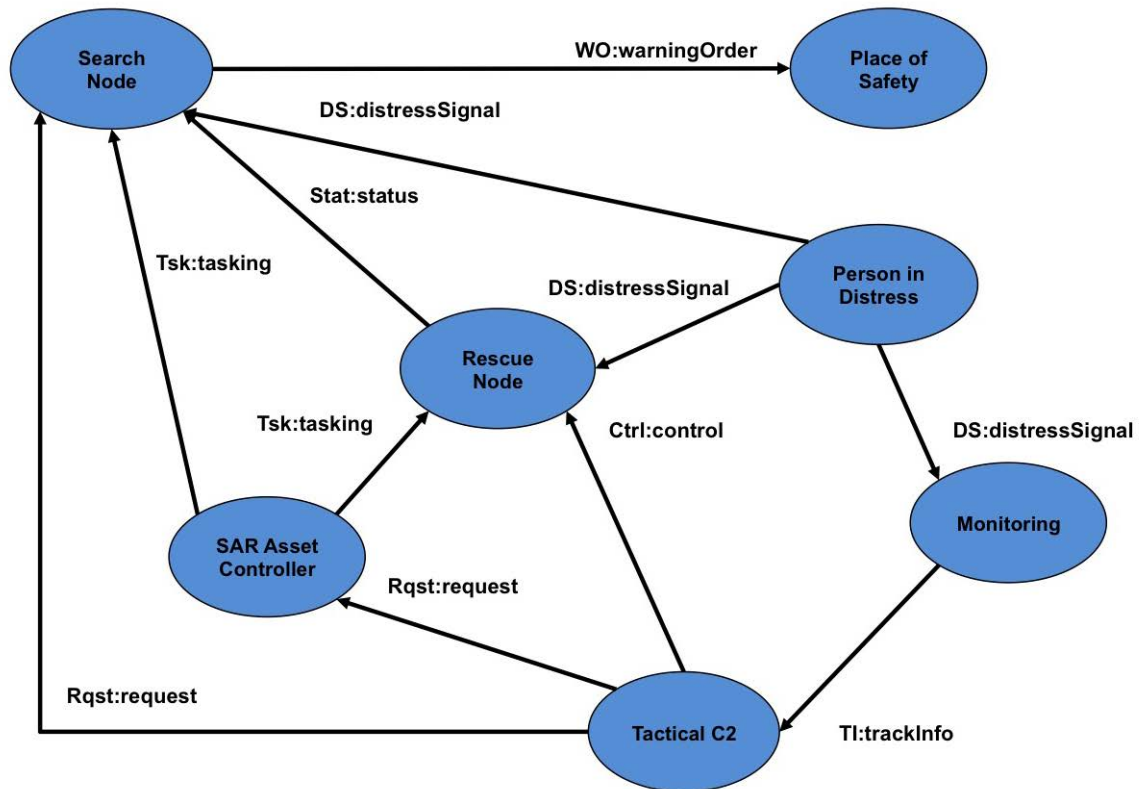 Search
Node
WO:warningOrder
Place of
Safety
DS:distressSignal
Stat:status
Tsk:tasking
Person in
Distress
DS:distressSignal
Rescue
Node
Tsk:tasking
Ctrl:control
DS:distressSignal
Monitoring
SAR Asset
Controller
Rqst:request
Rqst:request
Tactical C2
TI:trackInfo